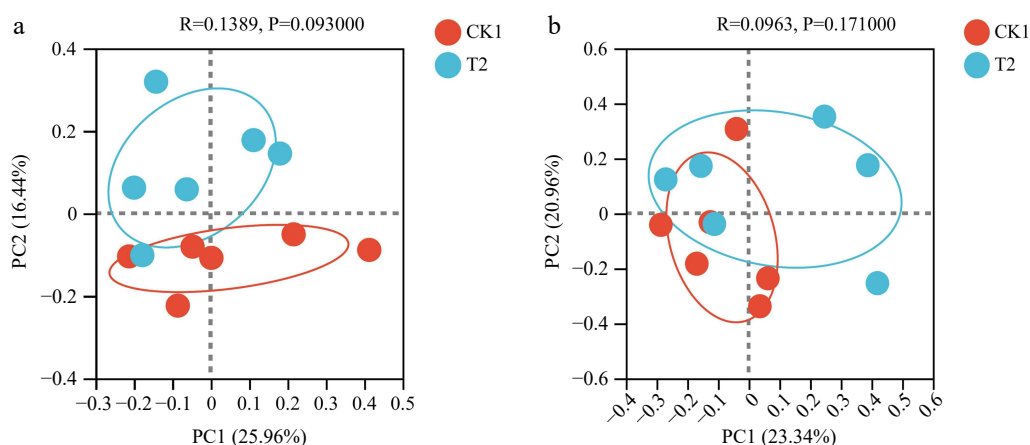 a
R=0.1389, P=0.093000
CK1
T2
0.4
0.2
0
−0.2
−0.4
PC2 (16.44%)
−0.3 −0.2 −0.1 0 0.1 0.2 0.3 0.4 0.5
PC1 (25.96%)
b
R=0.0963, P=0.171000
CK1
T2
0.6
0.4
0.2
0
−0.2
−0.4
−0.6
PC2 (20.96%)
−0.4 −0.3 −0.2 −0.1 0 0.1 0.2 0.3 0.4 0.5 0.6
PC1 (23.34%)